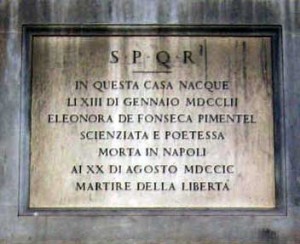 S·P·Q·R
IN QUESTA CASA NACQUE
LI XIII DI GENNAIO MDCCLII
ELEONORA DE FONSECA PIMENTEL
SCIENZIATA E POETESSA
MORTA IN NAPOLI
AI XX DI AGOSTO MDCCIC
MARTIRE DELLA LIBERTÁ